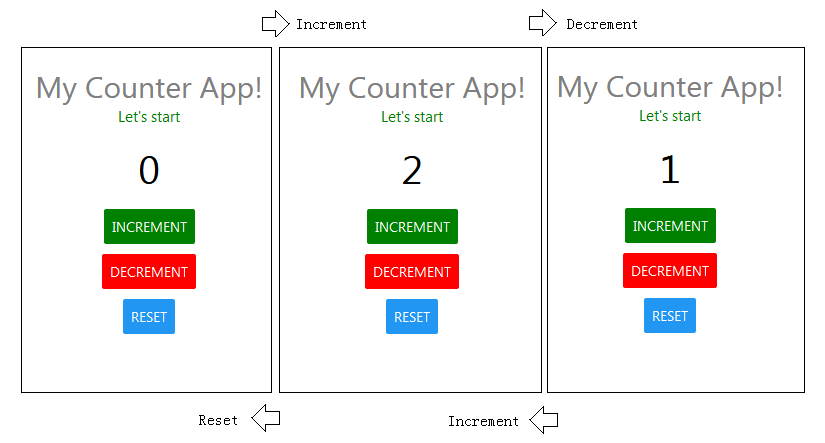 Increment
Decrement
My Counter App!
Let's start
0
INCREMENT
DECREMENT
RESET
My Counter App!
Let's start
2
INCREMENT
DECREMENT
RESET
My Counter App!
Let's start
1
INCREMENT
DECREMENT
RESET
Reset
Increment